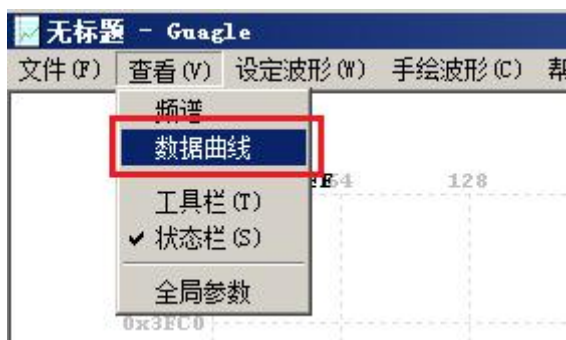 无标题 - Guagle
文件(F) 查看(V) 设定波形(W) 手绘波形(C) 帮
频谱
数据曲线
64 128
工具栏(T)
✓ 状态栏(S)
全局参数
0x3FC0